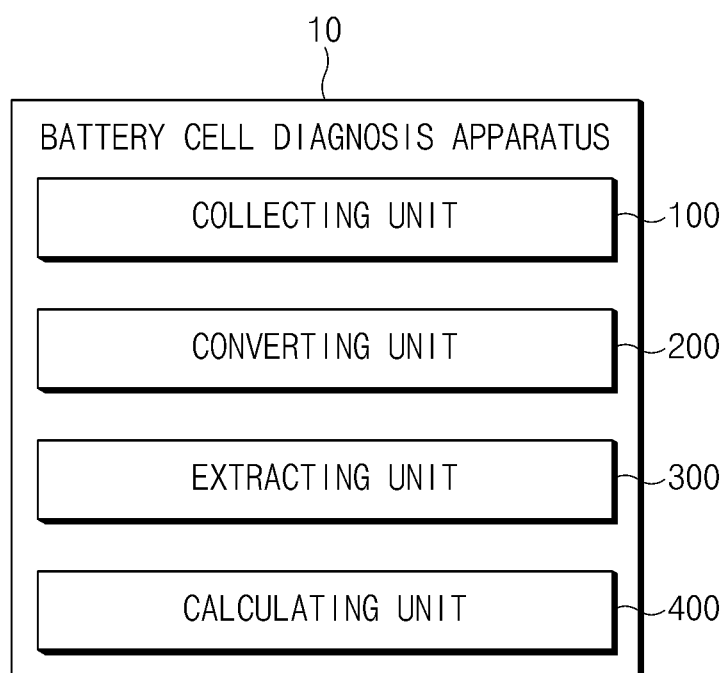 10
BATTERY CELL DIAGNOSIS APPARATUS
COLLECTING UNIT 100
CONVERTING UNIT 200
EXTRACTING UNIT 300
CALCULATING UNIT 400